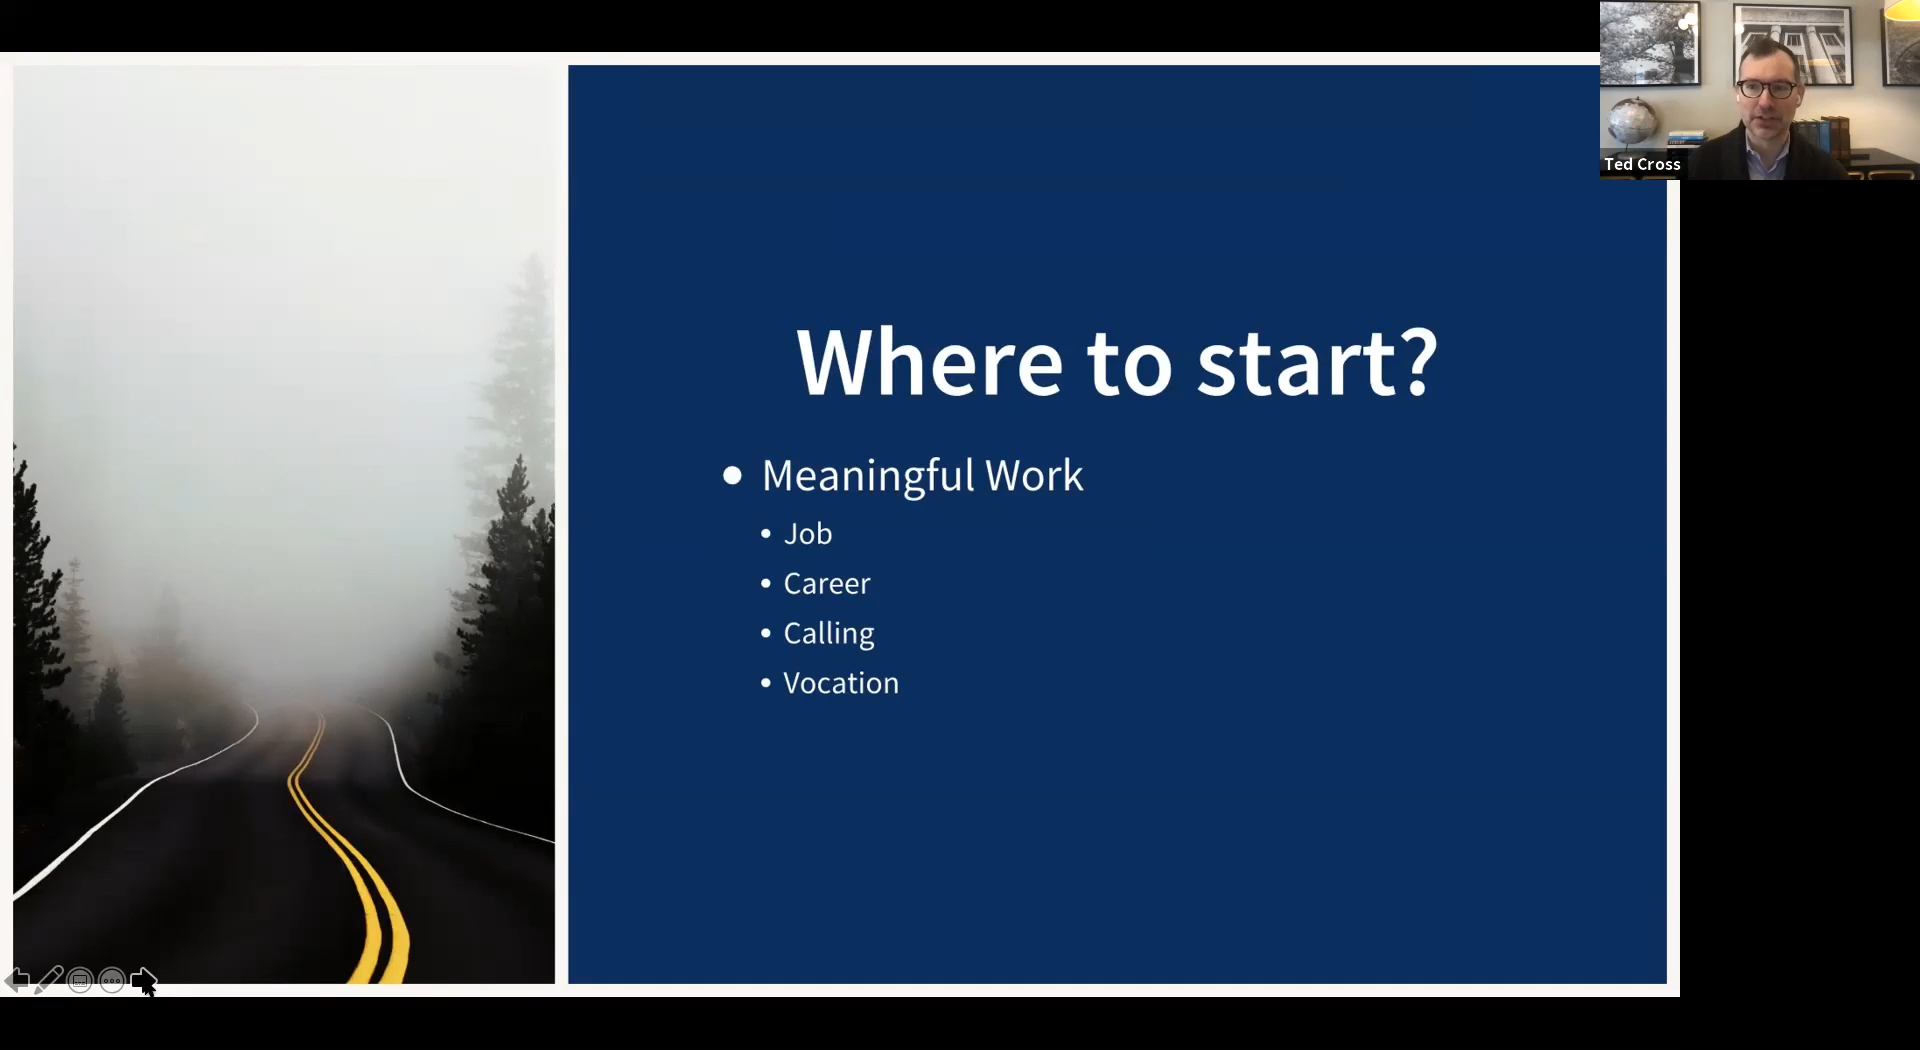 Ted Cross
Where to start?
• Meaningful Work
• Job
• Career
• Calling
• Vocation